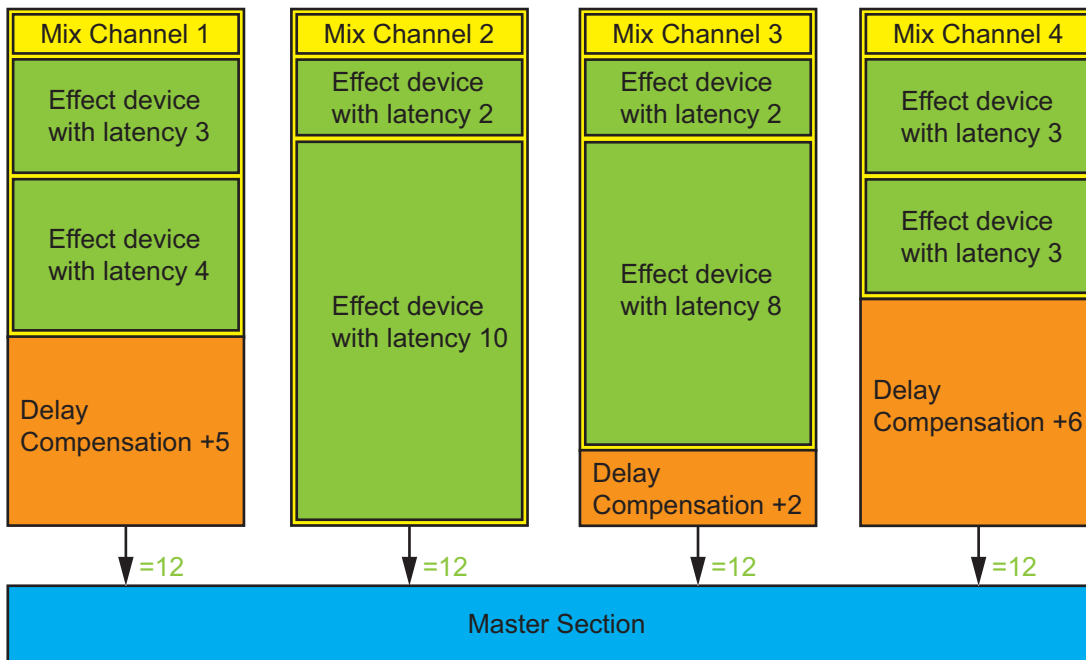 Mix Channel 1
Effect device
with latency 3
Effect device
with latency 4
Delay
Compensation +5
=12
Mix Channel 2
Effect device
with latency 2
Effect device
with latency 10
=12
Mix Channel 3
Effect device
with latency 2
Effect device
with latency 8
Delay
Compensation +2
=12
Mix Channel 4
Effect device
with latency 3
Effect device
with latency 3
Delay
Compensation +6
=12
Master Section